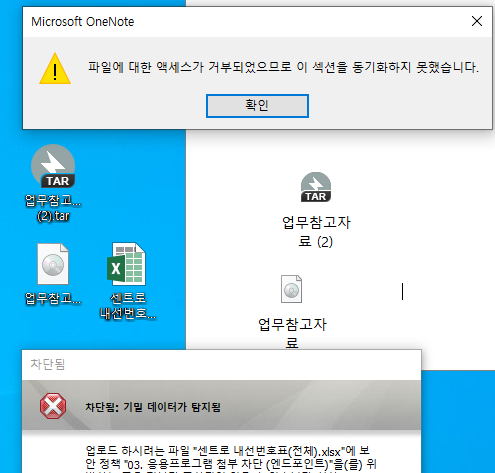 Microsoft OneNote
파일에 대한 액세스가 거부되었으므로 이 섹션을 동기화하지 못했습니다.
확인
TAR
업무참고...
(2).tar
TAR
업무참고자
료 (2)
업무참고...
센트로
내선번호...
업무참고자
료
차단됨
차단됨: 기밀 데이터가 탐지됨
업로드 하시려는 파일 "센트로 내선번호표(전체).xlsx"에 보
안 정책 "03. 응용프로그램 첨부 차단 (엔드포인트)"을(를) 위